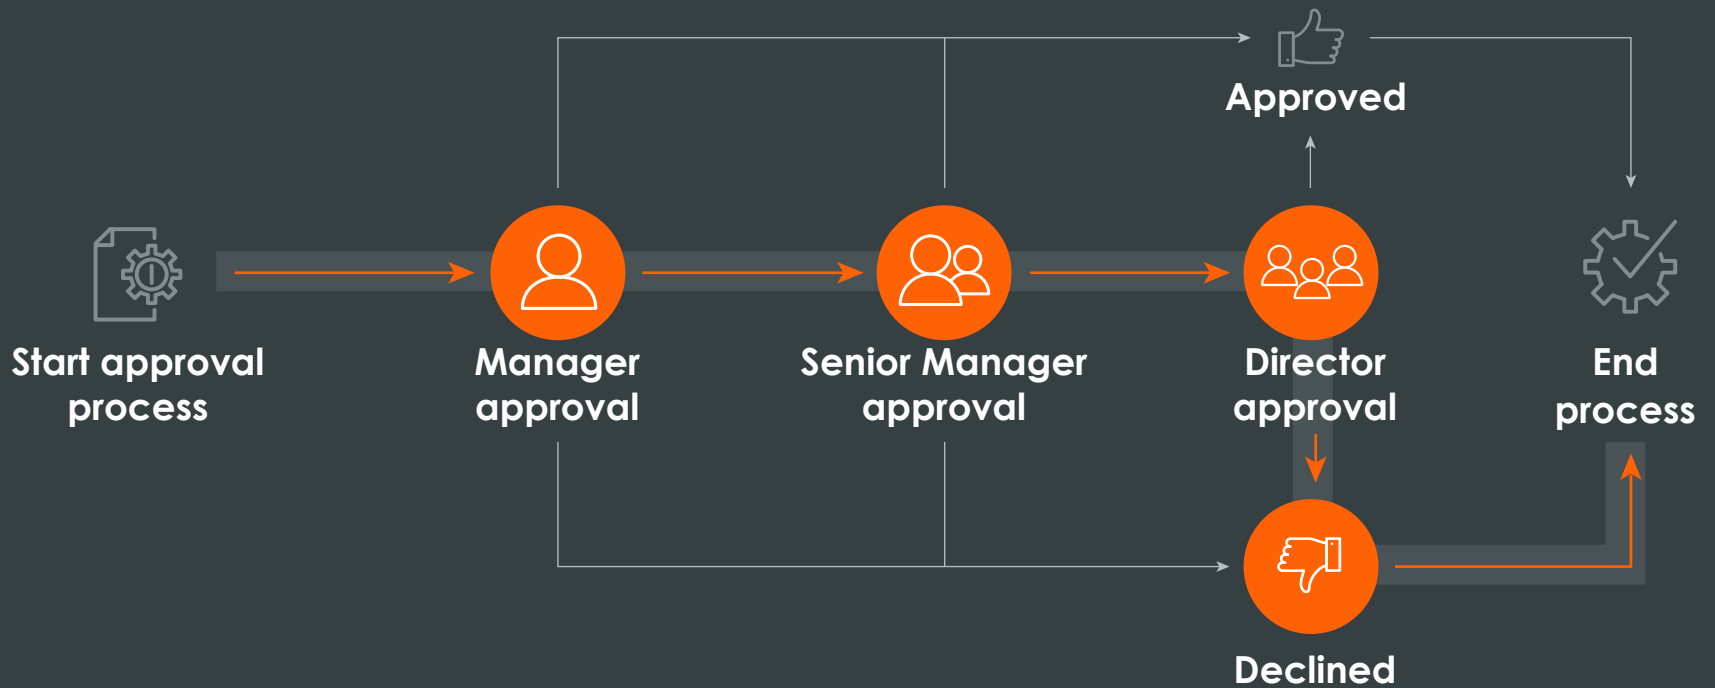 Approved
Start approval
process
Manager
approval
Senior Manager
approval
Director
approval
End
process
Declined